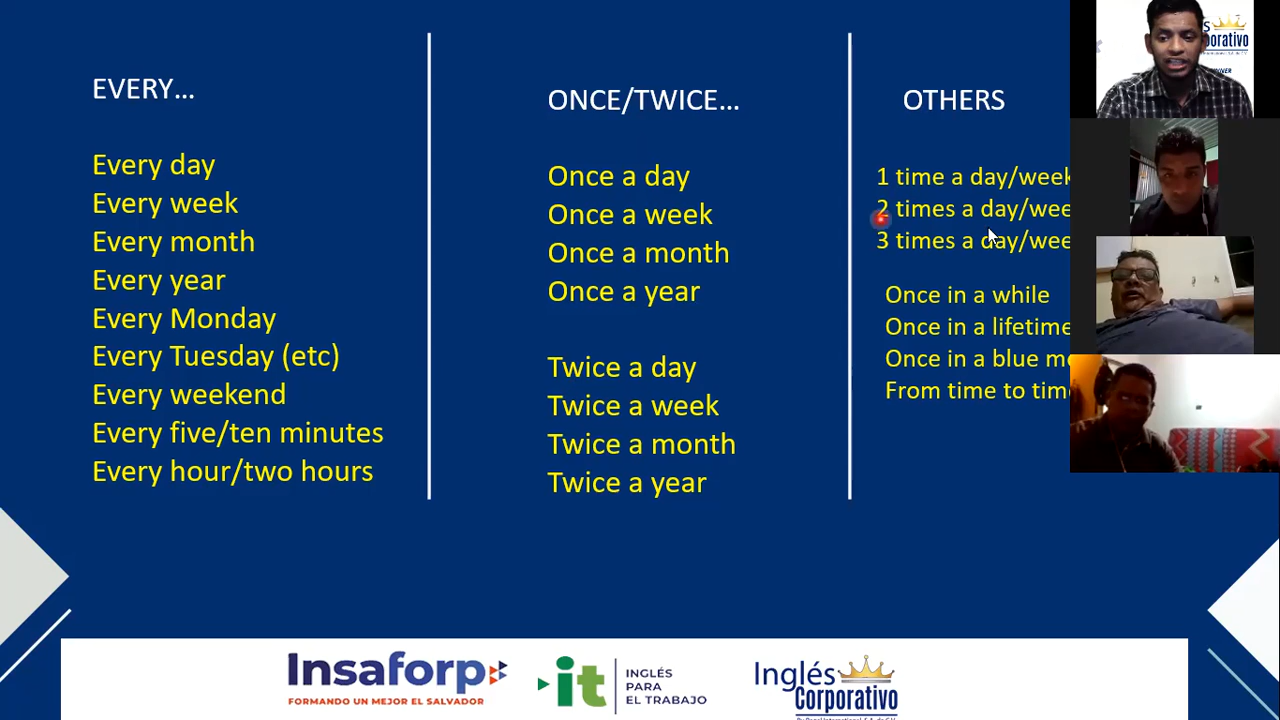 EVERY...
Every day
Every week
Every month
Every year
Every Monday
Every Tuesday (etc)
Every weekend
Every five/ten minutes
Every hour/two hours
ONCE/TWICE...
Once a day
Once a week
Once a month
Once a year
Twice a day
Twice a week
Twice a month
Twice a year
OTHERS
1 time a day/week
2 times a day/wee
3 times a day/wee
Once in a while
Once in a lifetime
Once in a blue mo
From time to time
Insaforp
FORMANDO UN MEJOR EL SALVADOR
it
INGLÉS
PARA
EL TRABAJO
Inglés
Corporativo